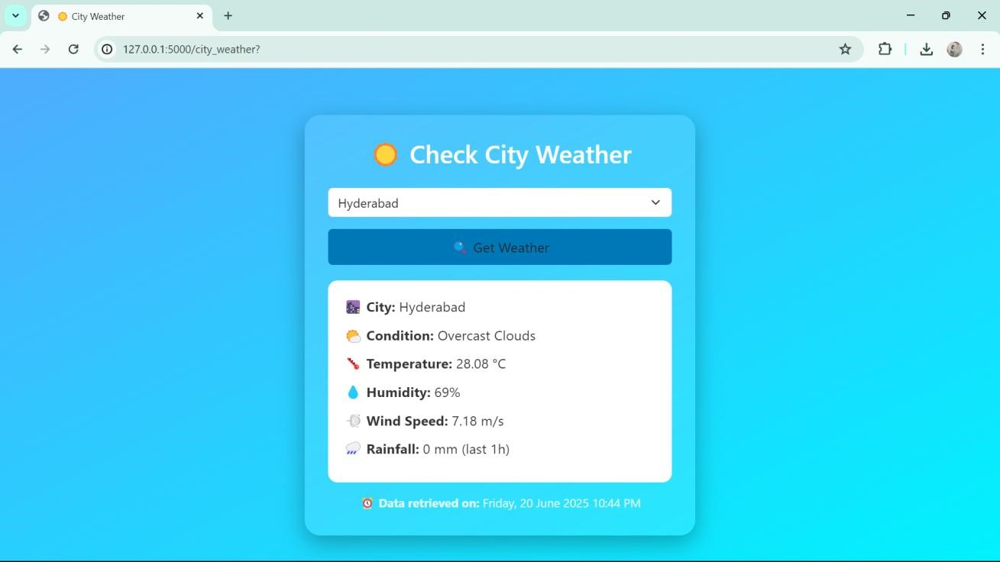 City Weather
127.0.0.1:5000/city_weather?
Check City Weather
Hyderabad
Get Weather
City: Hyderabad
Condition: Overcast Clouds
Temperature: 28.08 °C
Humidity: 69%
Wind Speed: 7.18 m/s
Rainfall: 0 mm (last 1h)
Data retrieved on: Friday, 20 June 2025 10:44 PM